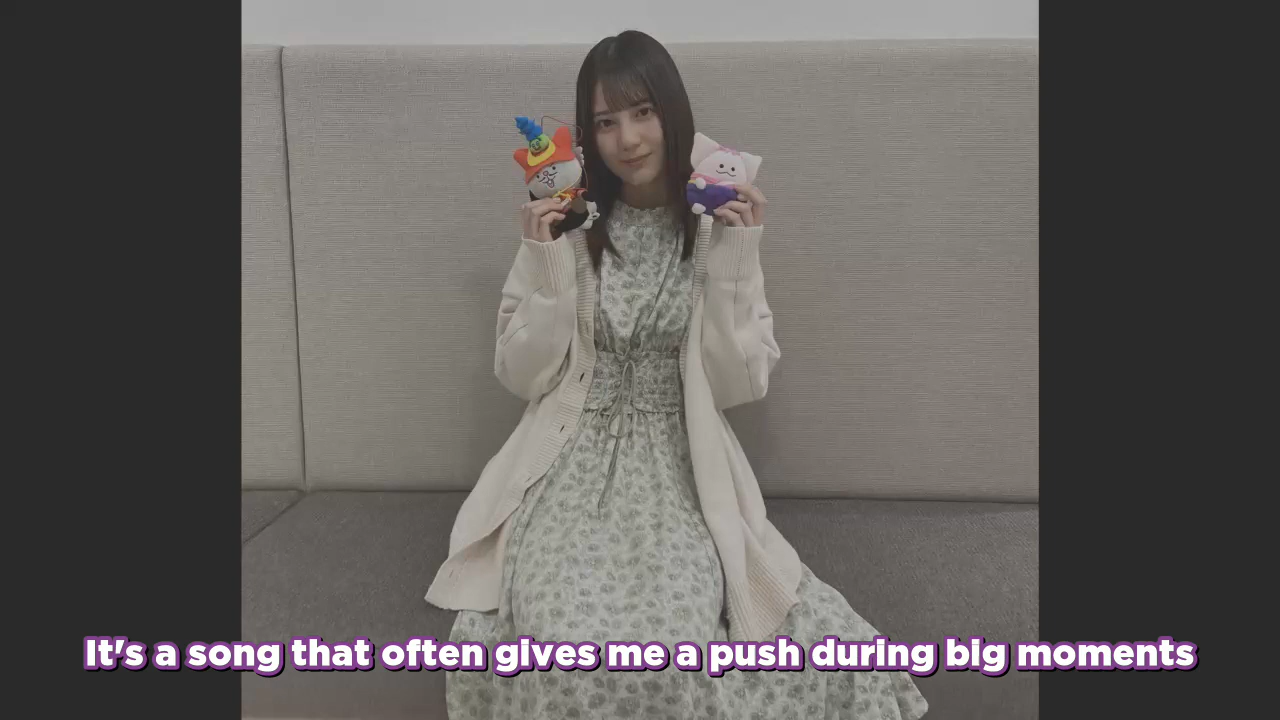 It's a song that often gives me a push during big moments